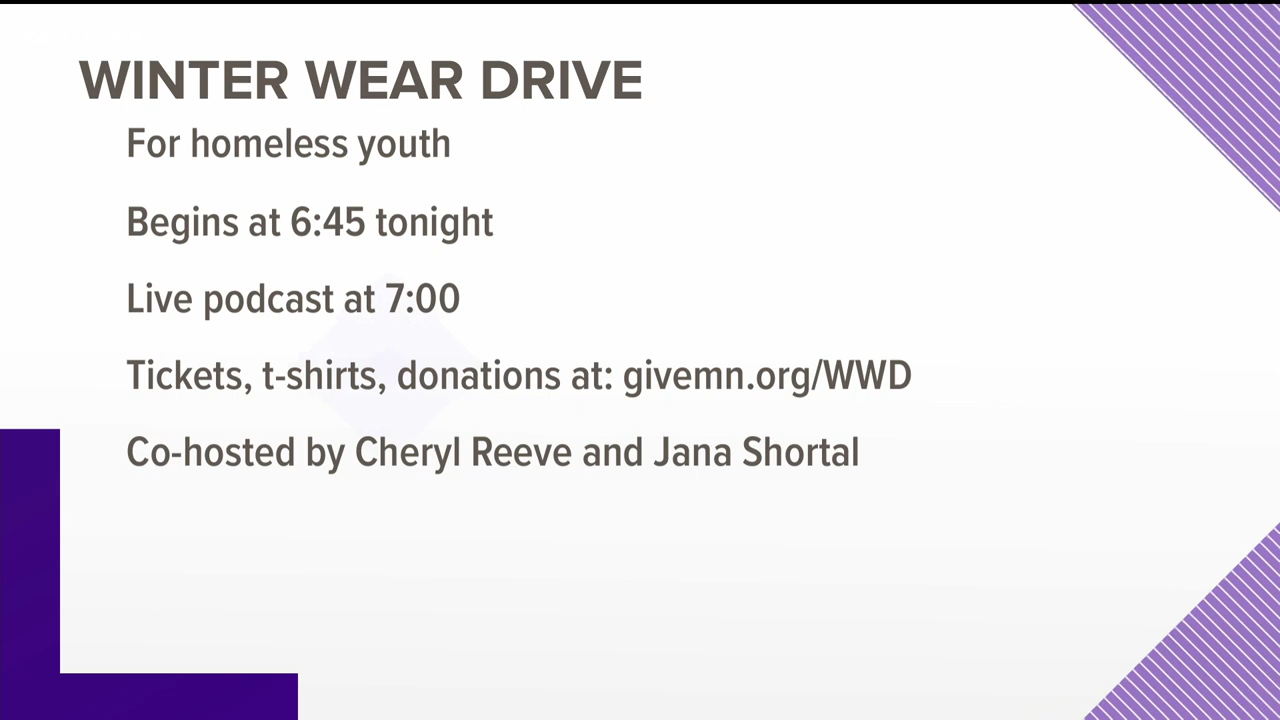 WINTER WEAR DRIVE
For homeless youth
Begins at 6:45 tonight
Live podcast at 7:00
Tickets, t-shirts, donations at: givemn.org/WWD
Co-hosted by Cheryl Reeve and Jana Shortal